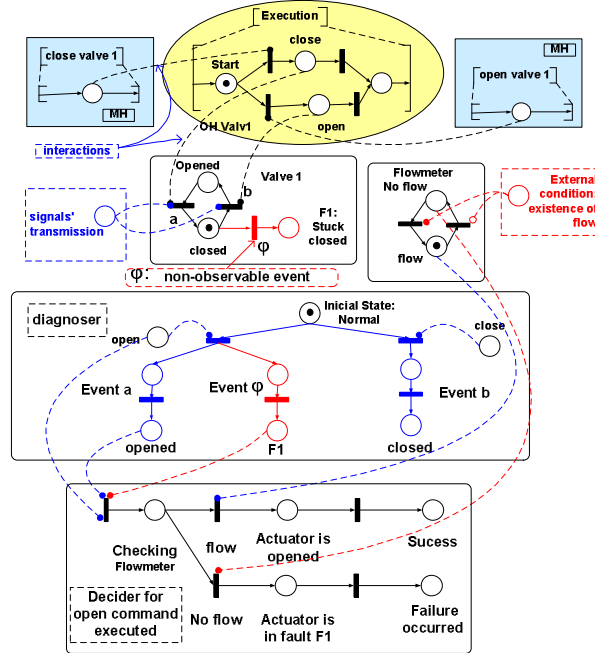 Execution
close valve 1
MH
close
Start
OH Valv1
open
MH
open valve 1
interactions
Opened
Valve 1
b
a
closed
F1:
Stuck
closed
φ
φ: non-observable event
signals'
transmission
Flowmeter
No flow
flow
External
condition:
existence of
flow
diagnoser
open
Inicial State:
Normal
close
Event a
Event φ
Event b
opened
F1
closed
Checking
Flowmeter
flow
Actuator is
opened
Sucess
Decider for
open command
executed
No flow
Actuator is
in fault F1
Failure
occurred